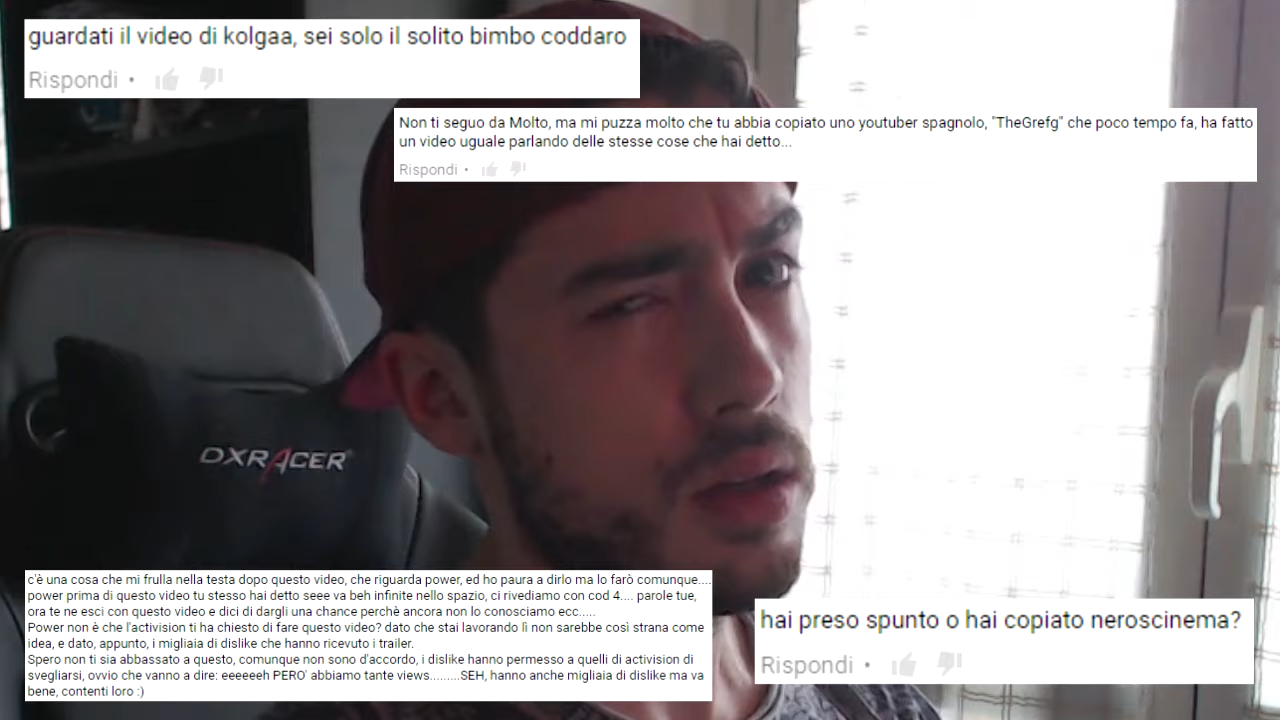 guardati il video di kolgaa, sei solo il solito bimbo coddaro
Rispondi •
Non ti seguo da Molto, ma mi puzza molto che tu abbia copiato uno youtuber spagnolo, "TheGrefg" che poco tempo fa, ha fatto
un video uguale parlando delle stesse cose che hai detto...
Rispondi •
DXRACER
c'è una cosa che mi frulla nella testa dopo questo video, che riguarda power, ed ho paura a dirlo ma lo farò comunque....
power prima di questo video tu stesso hai detto seee va beh infinite nello spazio, ci rivediamo con cod 4.... parole tue,
ora te ne esci con questo video e dici di dargli una chance perchè ancora non lo conosciamo ecc.....
Power non è che l'activision ti ha chiesto di fare questo video? dato che stai lavorando lì non sarebbe così strana come
idea, e dato, appunto, i migliaia di dislike che hanno ricevuto i trailer.
Spero non ti sia abbassato a questo, comunque non sono d'accordo, i dislike hanno permesso a quelli di activision di
svegliarsi, ovvio che vanno a dire: eeeeeeh PERO' abbiamo tante views.........SEH, hanno anche migliaia di dislike ma va
bene, contenti loro :)
hai preso spunto o hai copiato neroscinema?
Rispondi •